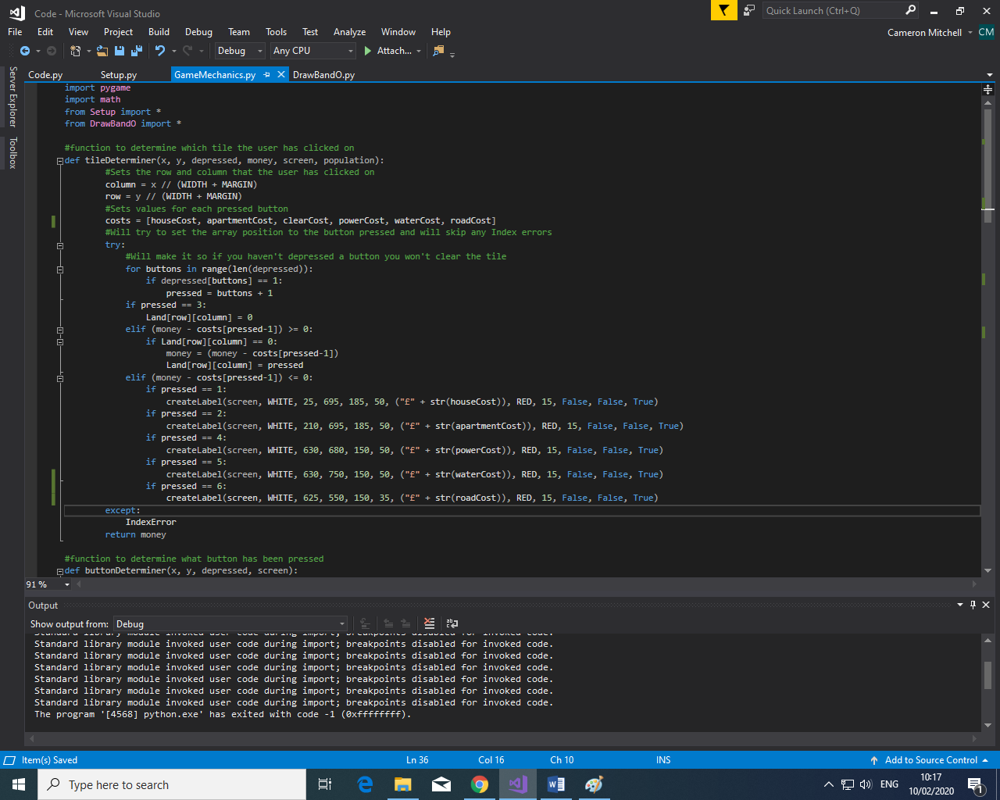 Code - Microsoft Visual Studio
Quick Launch (Ctrl+Q)
File Edit View Project Build Debug Team Tools Test Analyze Window Help
Cameron Mitchell CM
Debug Any CPU Attach...
Server Explorer
Toolbox
Code.py Setup.py GameMechanics.py DrawBandO.py
import pygame
import math
from Setup import *
from DrawBandO import *
#function to determine which tile the user has clicked on
def tileDeterminer(x, y, depressed, money, screen, population):
#Sets the row and column that the user has clicked on
column = x // (WIDTH + MARGIN)
row = y // (WIDTH + MARGIN)
#Sets values for each pressed button
costs = [houseCost, apartmentCost, clearCost, powerCost, waterCost, roadCost]
#Will try to set the array position to the button pressed and will skip any Index errors
try:
#Will make it so if you haven't depressed a button you won't clear the tile
for buttons in range(len(depressed)):
if depressed[buttons] == 1:
pressed = buttons + 1
if pressed == 3:
Land[row][column] = 0
elif (money - costs[pressed-1]) >= 0:
if Land[row][column] == 0:
money = (money - costs[pressed-1])
Land[row][column] = pressed
elif (money - costs[pressed-1]) <= 0:
if pressed == 1:
createLabel(screen, WHITE, 25, 695, 185, 50, ("£" + str(houseCost)), RED, 15, False, False, True)
if pressed == 2:
createLabel(screen, WHITE, 210, 695, 185, 50, ("£" + str(apartmentCost)), RED, 15, False, False, True)
if pressed == 4:
createLabel(screen, WHITE, 630, 680, 150, 50, ("£" + str(powerCost)), RED, 15, False, False, True)
if pressed == 5:
createLabel(screen, WHITE, 630, 750, 150, 50, ("£" + str(waterCost)), RED, 15, False, False, True)
if pressed == 6:
createLabel(screen, WHITE, 625, 550, 150, 35, ("£" + str(roadCost)), RED, 15, False, False, True)
except:
IndexError
return money
#function to determine what button has been pressed
def buttonDeterminer(x, y, depressed, screen):
91 %
Output
Show output from: Debug
Standard library module invoked user code during import; breakpoints disabled for invoked code.
Standard library module invoked user code during import; breakpoints disabled for invoked code.
Standard library module invoked user code during import; breakpoints disabled for invoked code.
Standard library module invoked user code during import; breakpoints disabled for invoked code.
Standard library module invoked user code during import; breakpoints disabled for invoked code.
Standard library module invoked user code during import; breakpoints disabled for invoked code.
Standard library module invoked user code during import; breakpoints disabled for invoked code.
The program '[4568] python.exe' has exited with code -1 (0xffffffff).
Item(s) Saved Ln 36 Col 16 Ch 10 INS Add to Source Control
Type here to search
ENG
10:17
10/02/2020
1